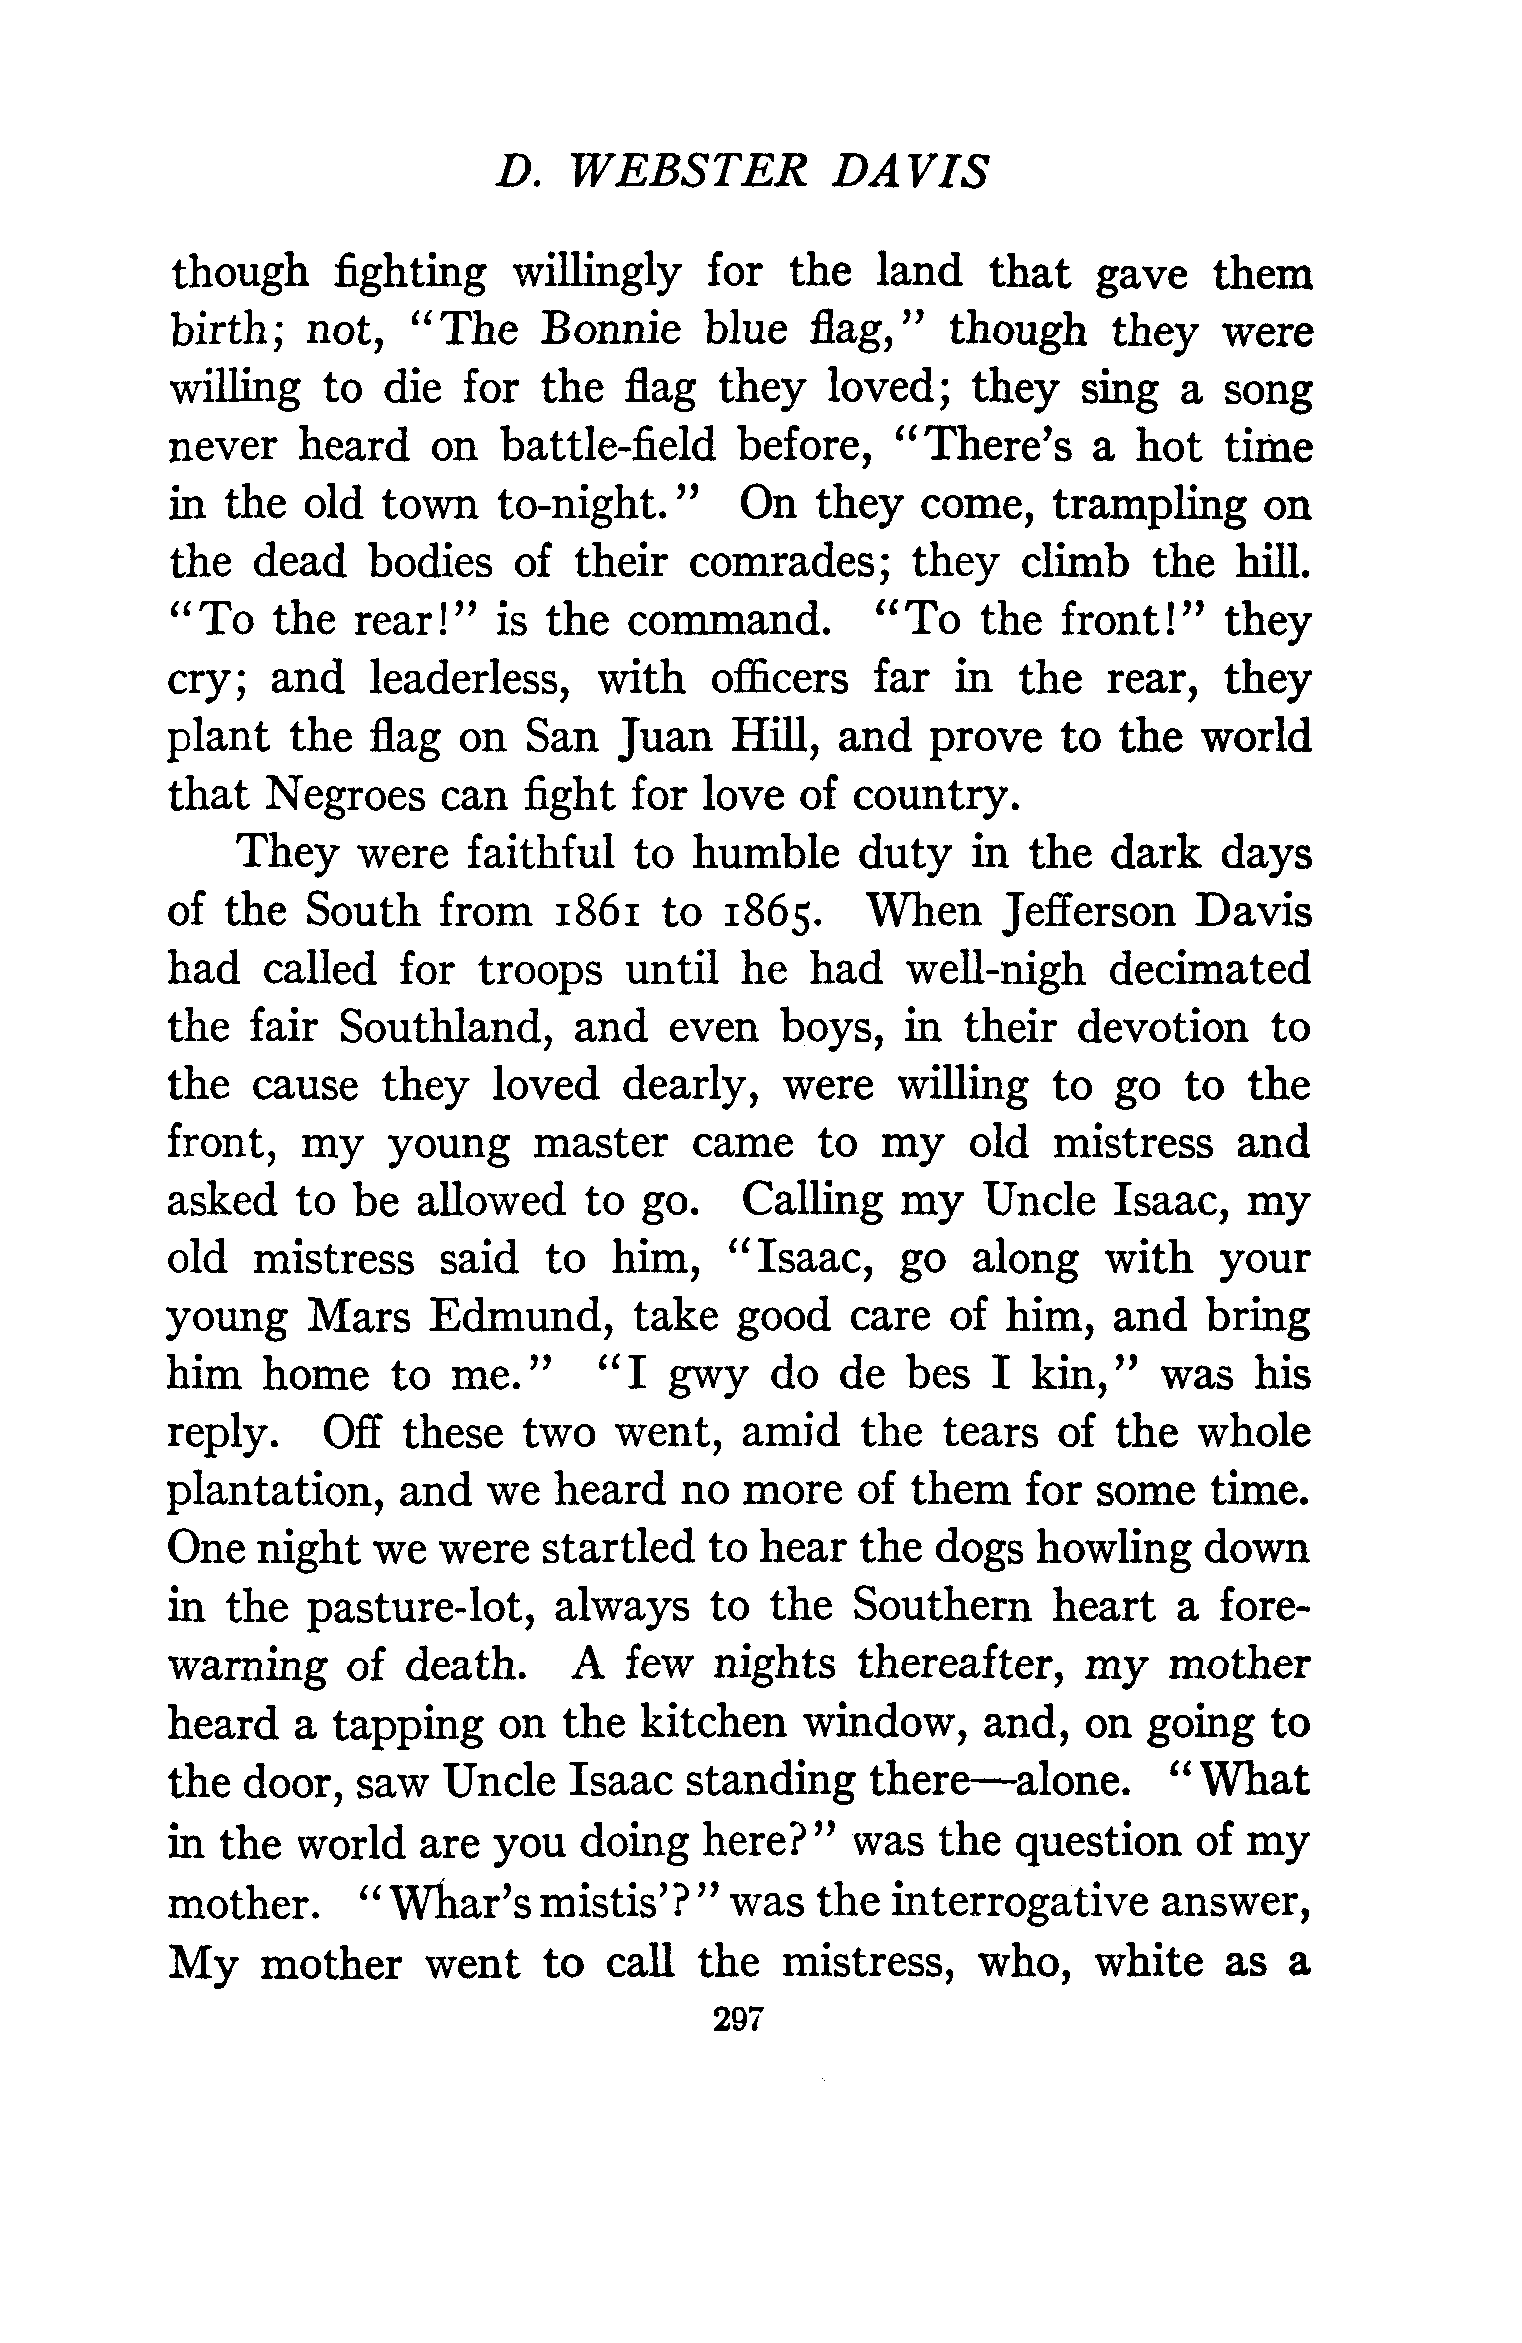 D. WEBSTER DAVIS
though fighting willingly for the land that gave them
birth; not, "The Bonnie blue flag," though they were
willing to die for the flag they loved; they sing a song
never heard on battle-field before, "There's a hot time
in the old town to-night." On they come, trampling on
the dead bodies of their comrades; they climb the hill.
"To the rear!" is the command. "To the front!" they
cry; and leaderless, with officers far in the rear, they
plant the flag on San Juan Hill, and prove to the world
that Negroes can fight for love of country.
They were faithful to humble duty in the dark days
of the South from 1861 to 1865. When Jefferson Davis
had called for troops until he had well-nigh decimated
the fair Southland, and even boys, in their devotion to
the cause they loved dearly, were willing to go to the
front, my young master came to my old mistress and
asked to be allowed to go. Calling my Uncle Isaac, my
old mistress said to him, "Isaac, go along with your
young Mars Edmund, take good care of him, and bring
him home to me." "I gwy do de bes I kin," was his
reply. Off these two went, amid the tears of the whole
plantation, and we heard no more of them for some time.
One night we were startled to hear the dogs howling down
in the pasture-lot, always to the Southern heart a fore-
warning of death. A few nights thereafter, my mother
heard a tapping on the kitchen window, and, on going to
the door, saw Uncle Isaac standing there—alone. "What
in the world are you doing here?" was the question of my
mother. "Whar's mistis'?" was the interrogative answer,
My mother went to call the mistress, who, white as a
297